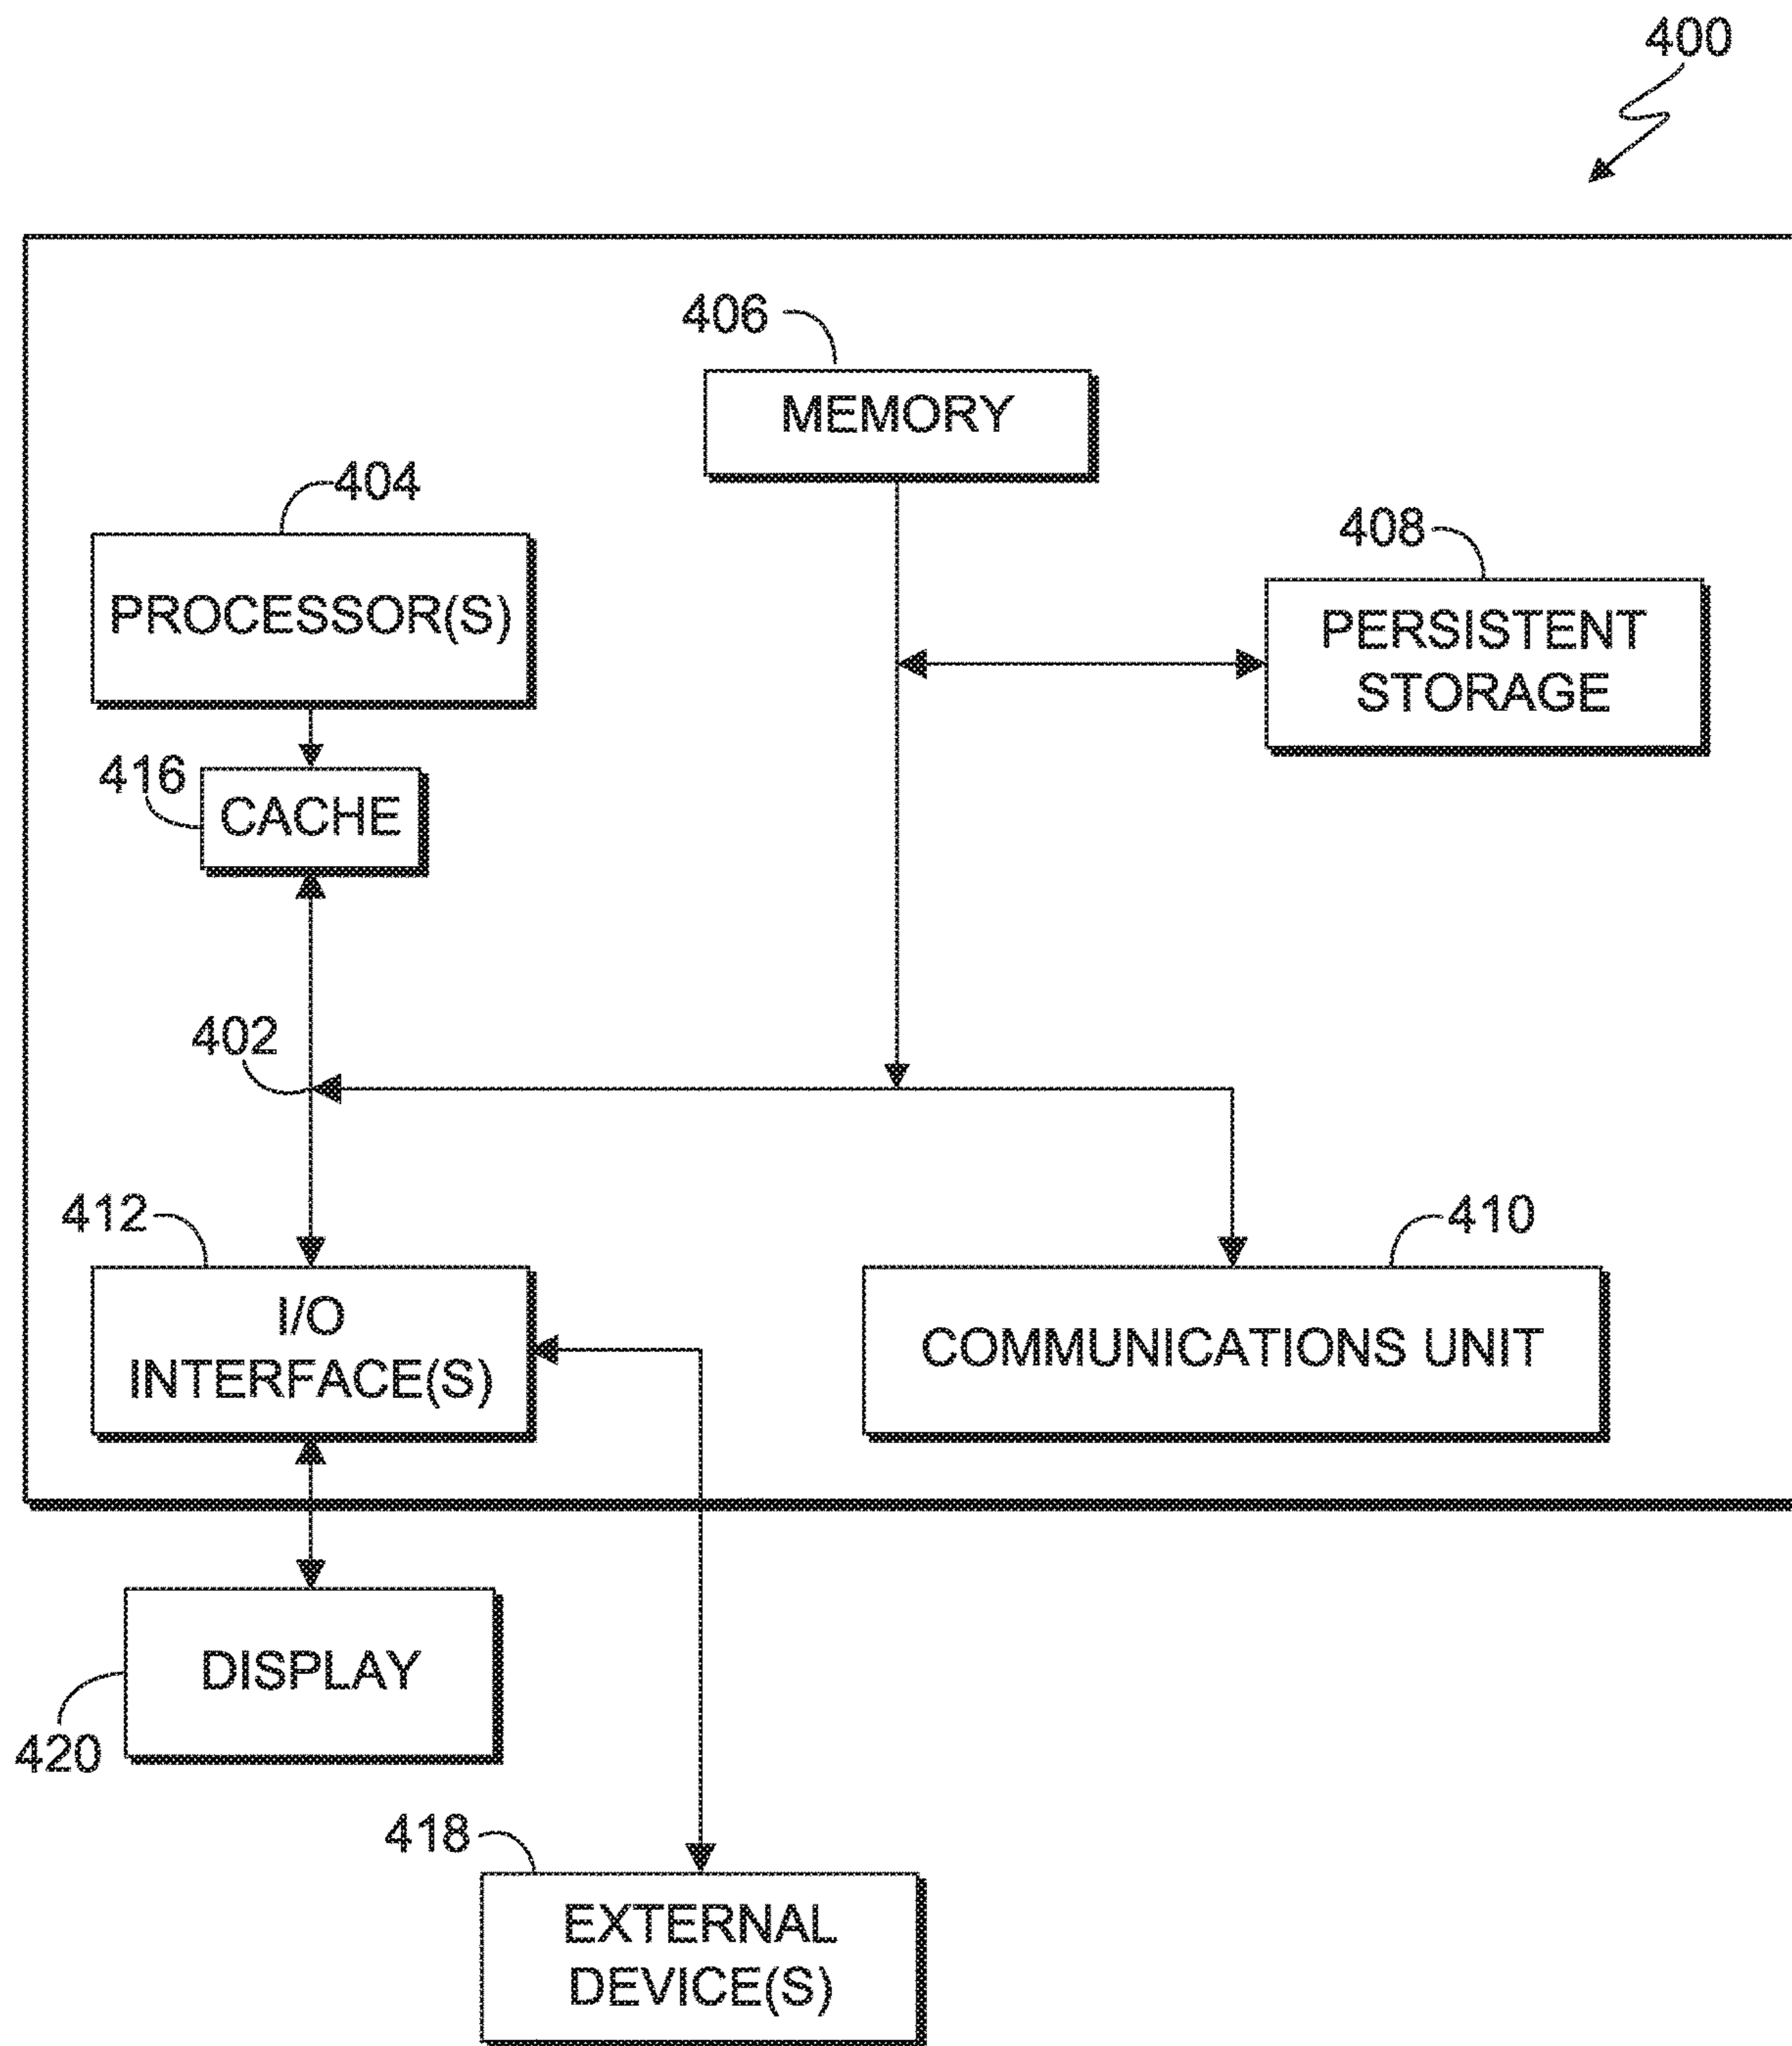 400
406
MEMORY
404
408
PROCESSOR(S)
PERSISTENT
STORAGE
416
CACHE
402
412
410
I/O
INTERFACE(S)
COMMUNICATIONS UNIT
DISPLAY
420
418
EXTERNAL
DEVICE(S)